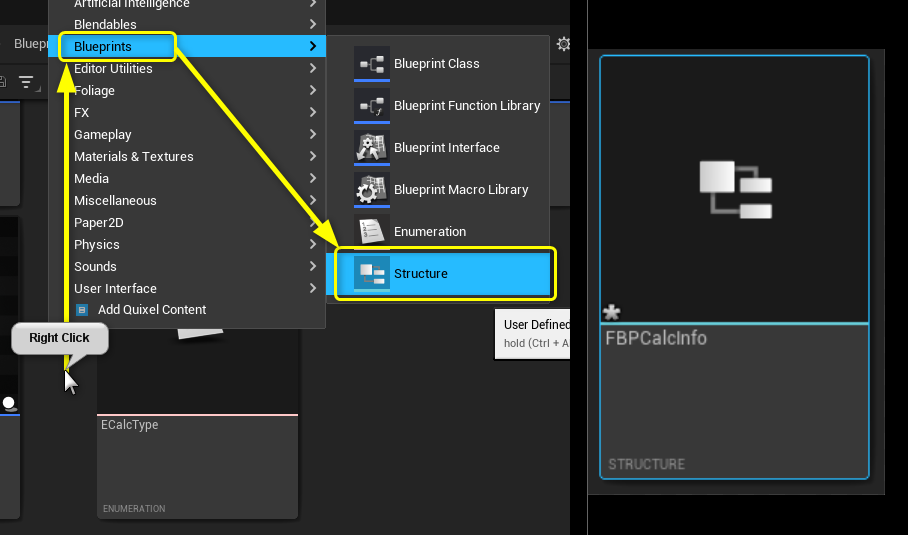 Artificial Intelligence
Blendables
Bluepr
Blueprints
Editor Utilities
Foliage
FX
Gameplay
Materials & Textures
Media
Miscellaneous
Paper2D
Physics
Sounds
User Interface
Add Quixel Content
Blueprint Class
Blueprint Function Library
Blueprint Interface
Blueprint Macro Library
Enumeration
Structure
User Defined
hold (Ctrl + A
Right Click
ECalcType
ENUMERATION
FBPCalcInfo
STRUCTURE